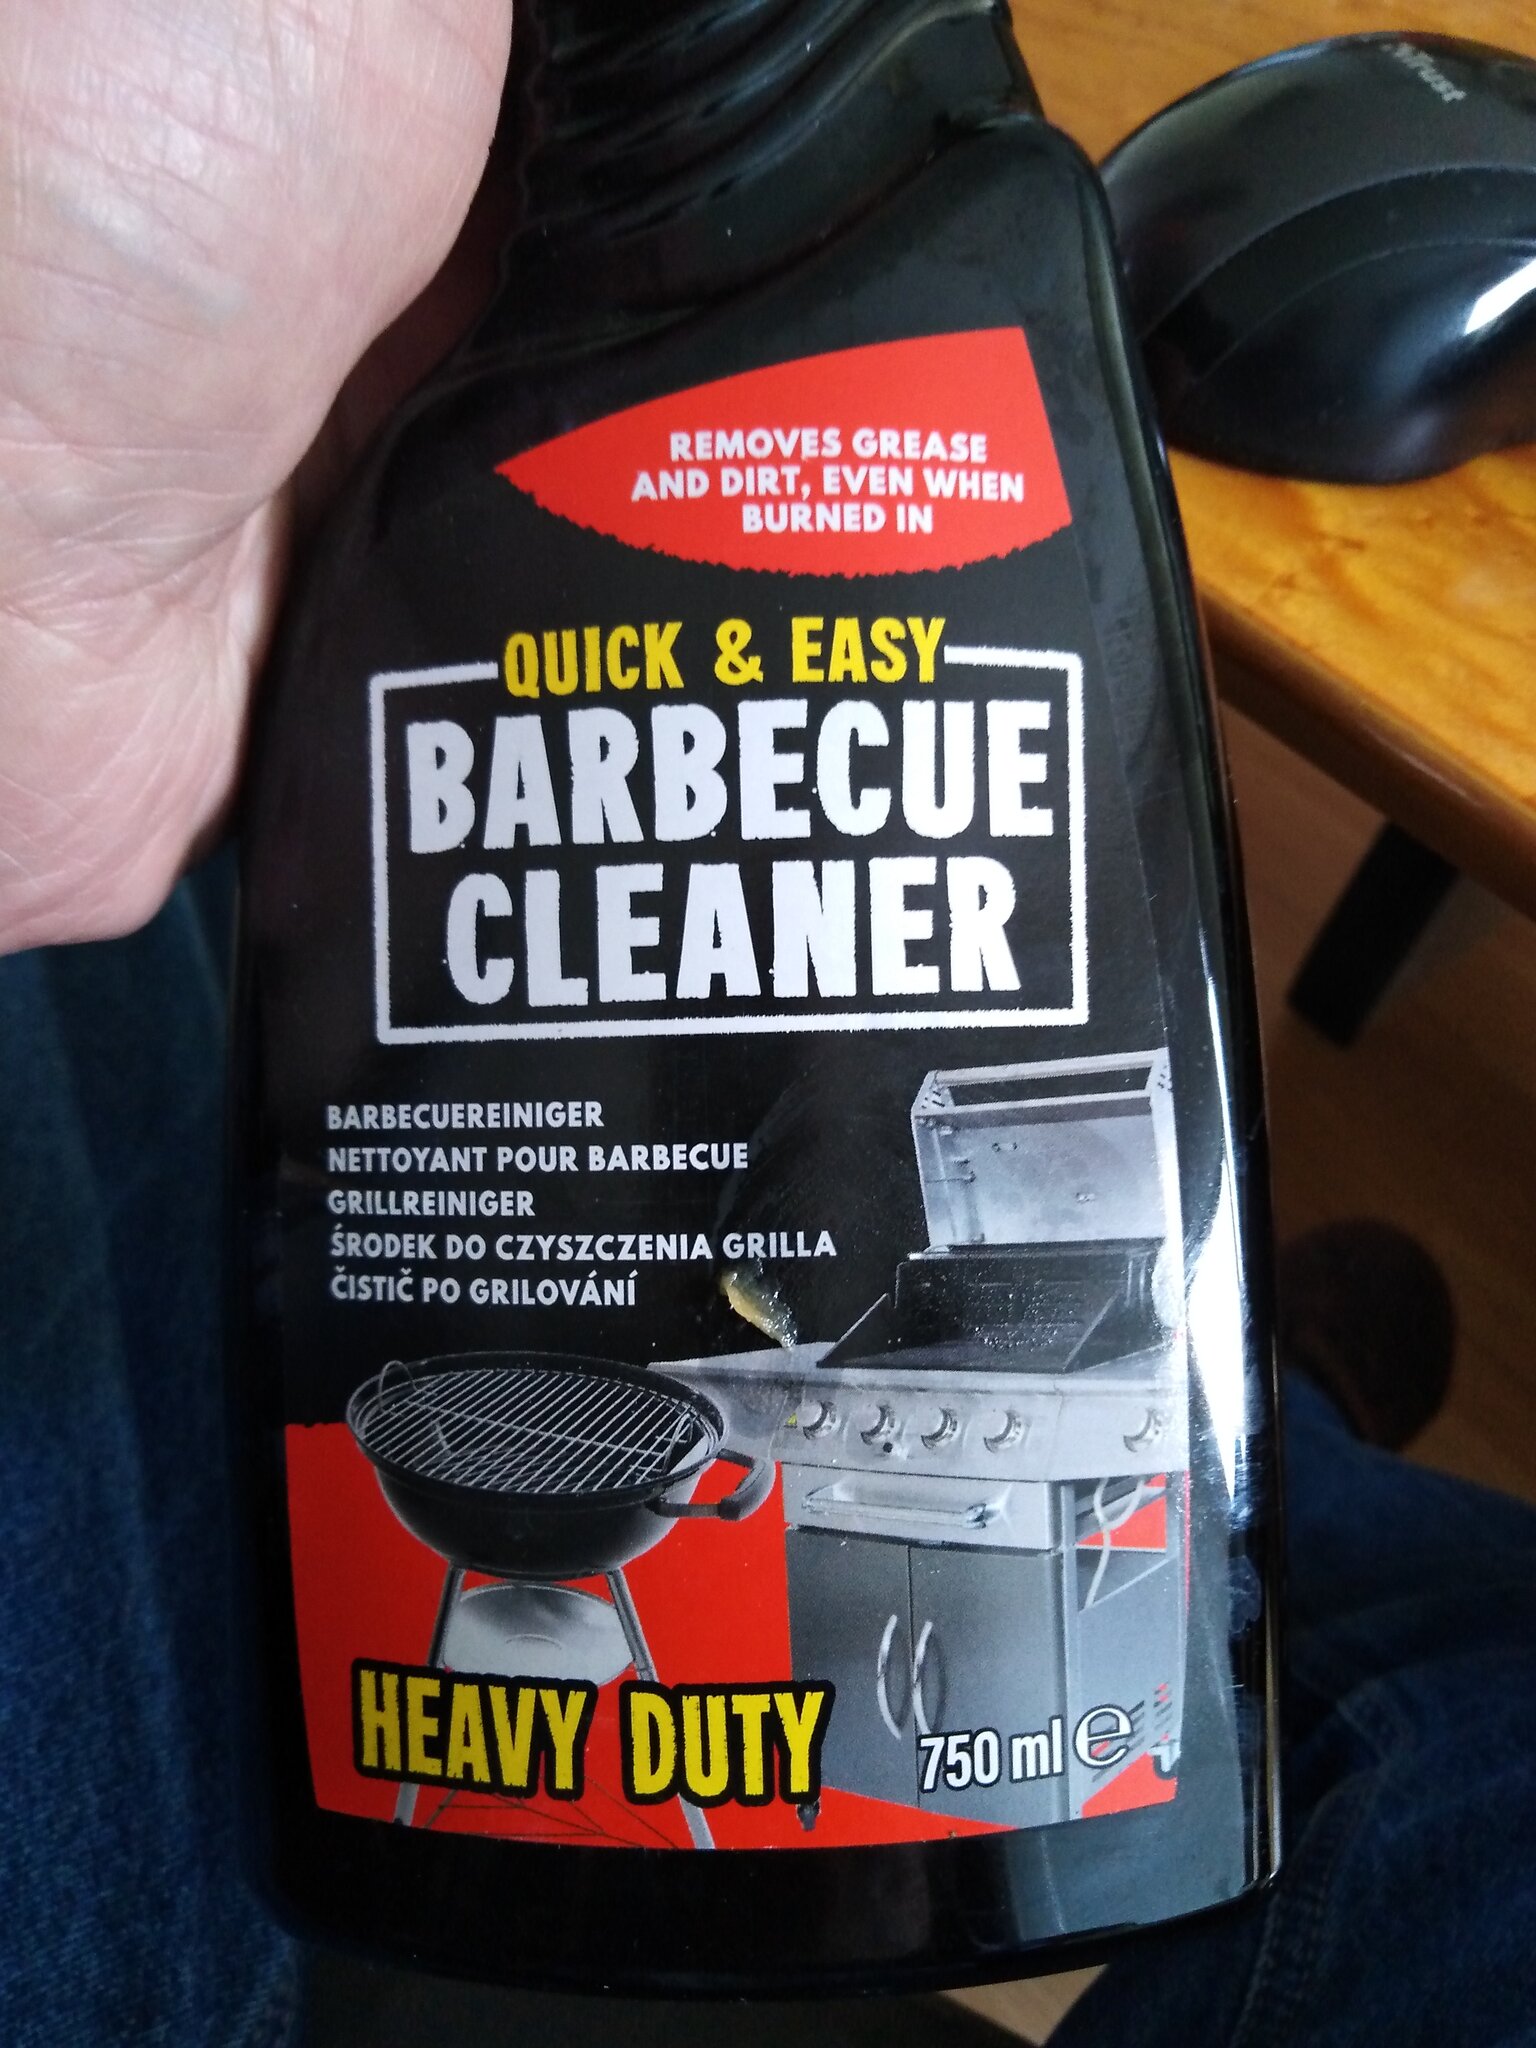 Trust
REMOVES GREASE
AND DIRT, EVEN WHEN
BURNED IN
QUICK & EASY
BARBECUE
CLEANER
BARBECUEREINIGER
NETTOYANT POUR BARBECUE
GRILLREINIGER
ŚRODEK DO CZYSZCZENIA GRILLA
ČISTIČ PO GRILOVÁNÍ
HEAVY DUTY
750 ml ℮